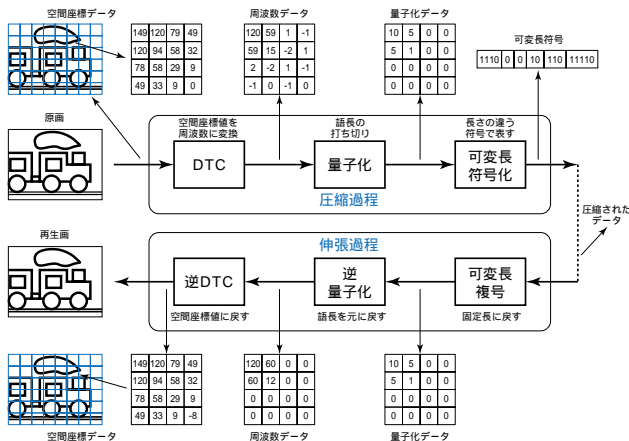 空間座標データ
周波数データ
量子化データ
可変長符号
149 120 79 49
120 94 58 32
78 58 29 9
49 33 9 0
120 59 1 -1
59 15 -2 1
2 -2 1 -1
-1 0 -1 0
10 5 0 0
5 1 0 0
0 0 0 0
0 0 0 0
1110 0 0 10 110 11110
原画
空間座標値を
周波数に変換
DTC
語長の
打ち切り
量子化
長さの違う
符号で表す
可変長
符号化
圧縮過程
圧縮された
データ
再生画
伸張過程
逆DTC
空間座標値に戻す
逆
量子化
語長を元に戻す
可変長
複号
固定長に戻す
149 120 79 49
120 94 58 32
78 58 29 9
49 33 9 -8
120 60 0 0
60 12 0 0
0 0 0 0
0 0 0 0
10 5 0 0
5 1 0 0
0 0 0 0
0 0 0 0
空間座標データ
周波数データ
量子化データ